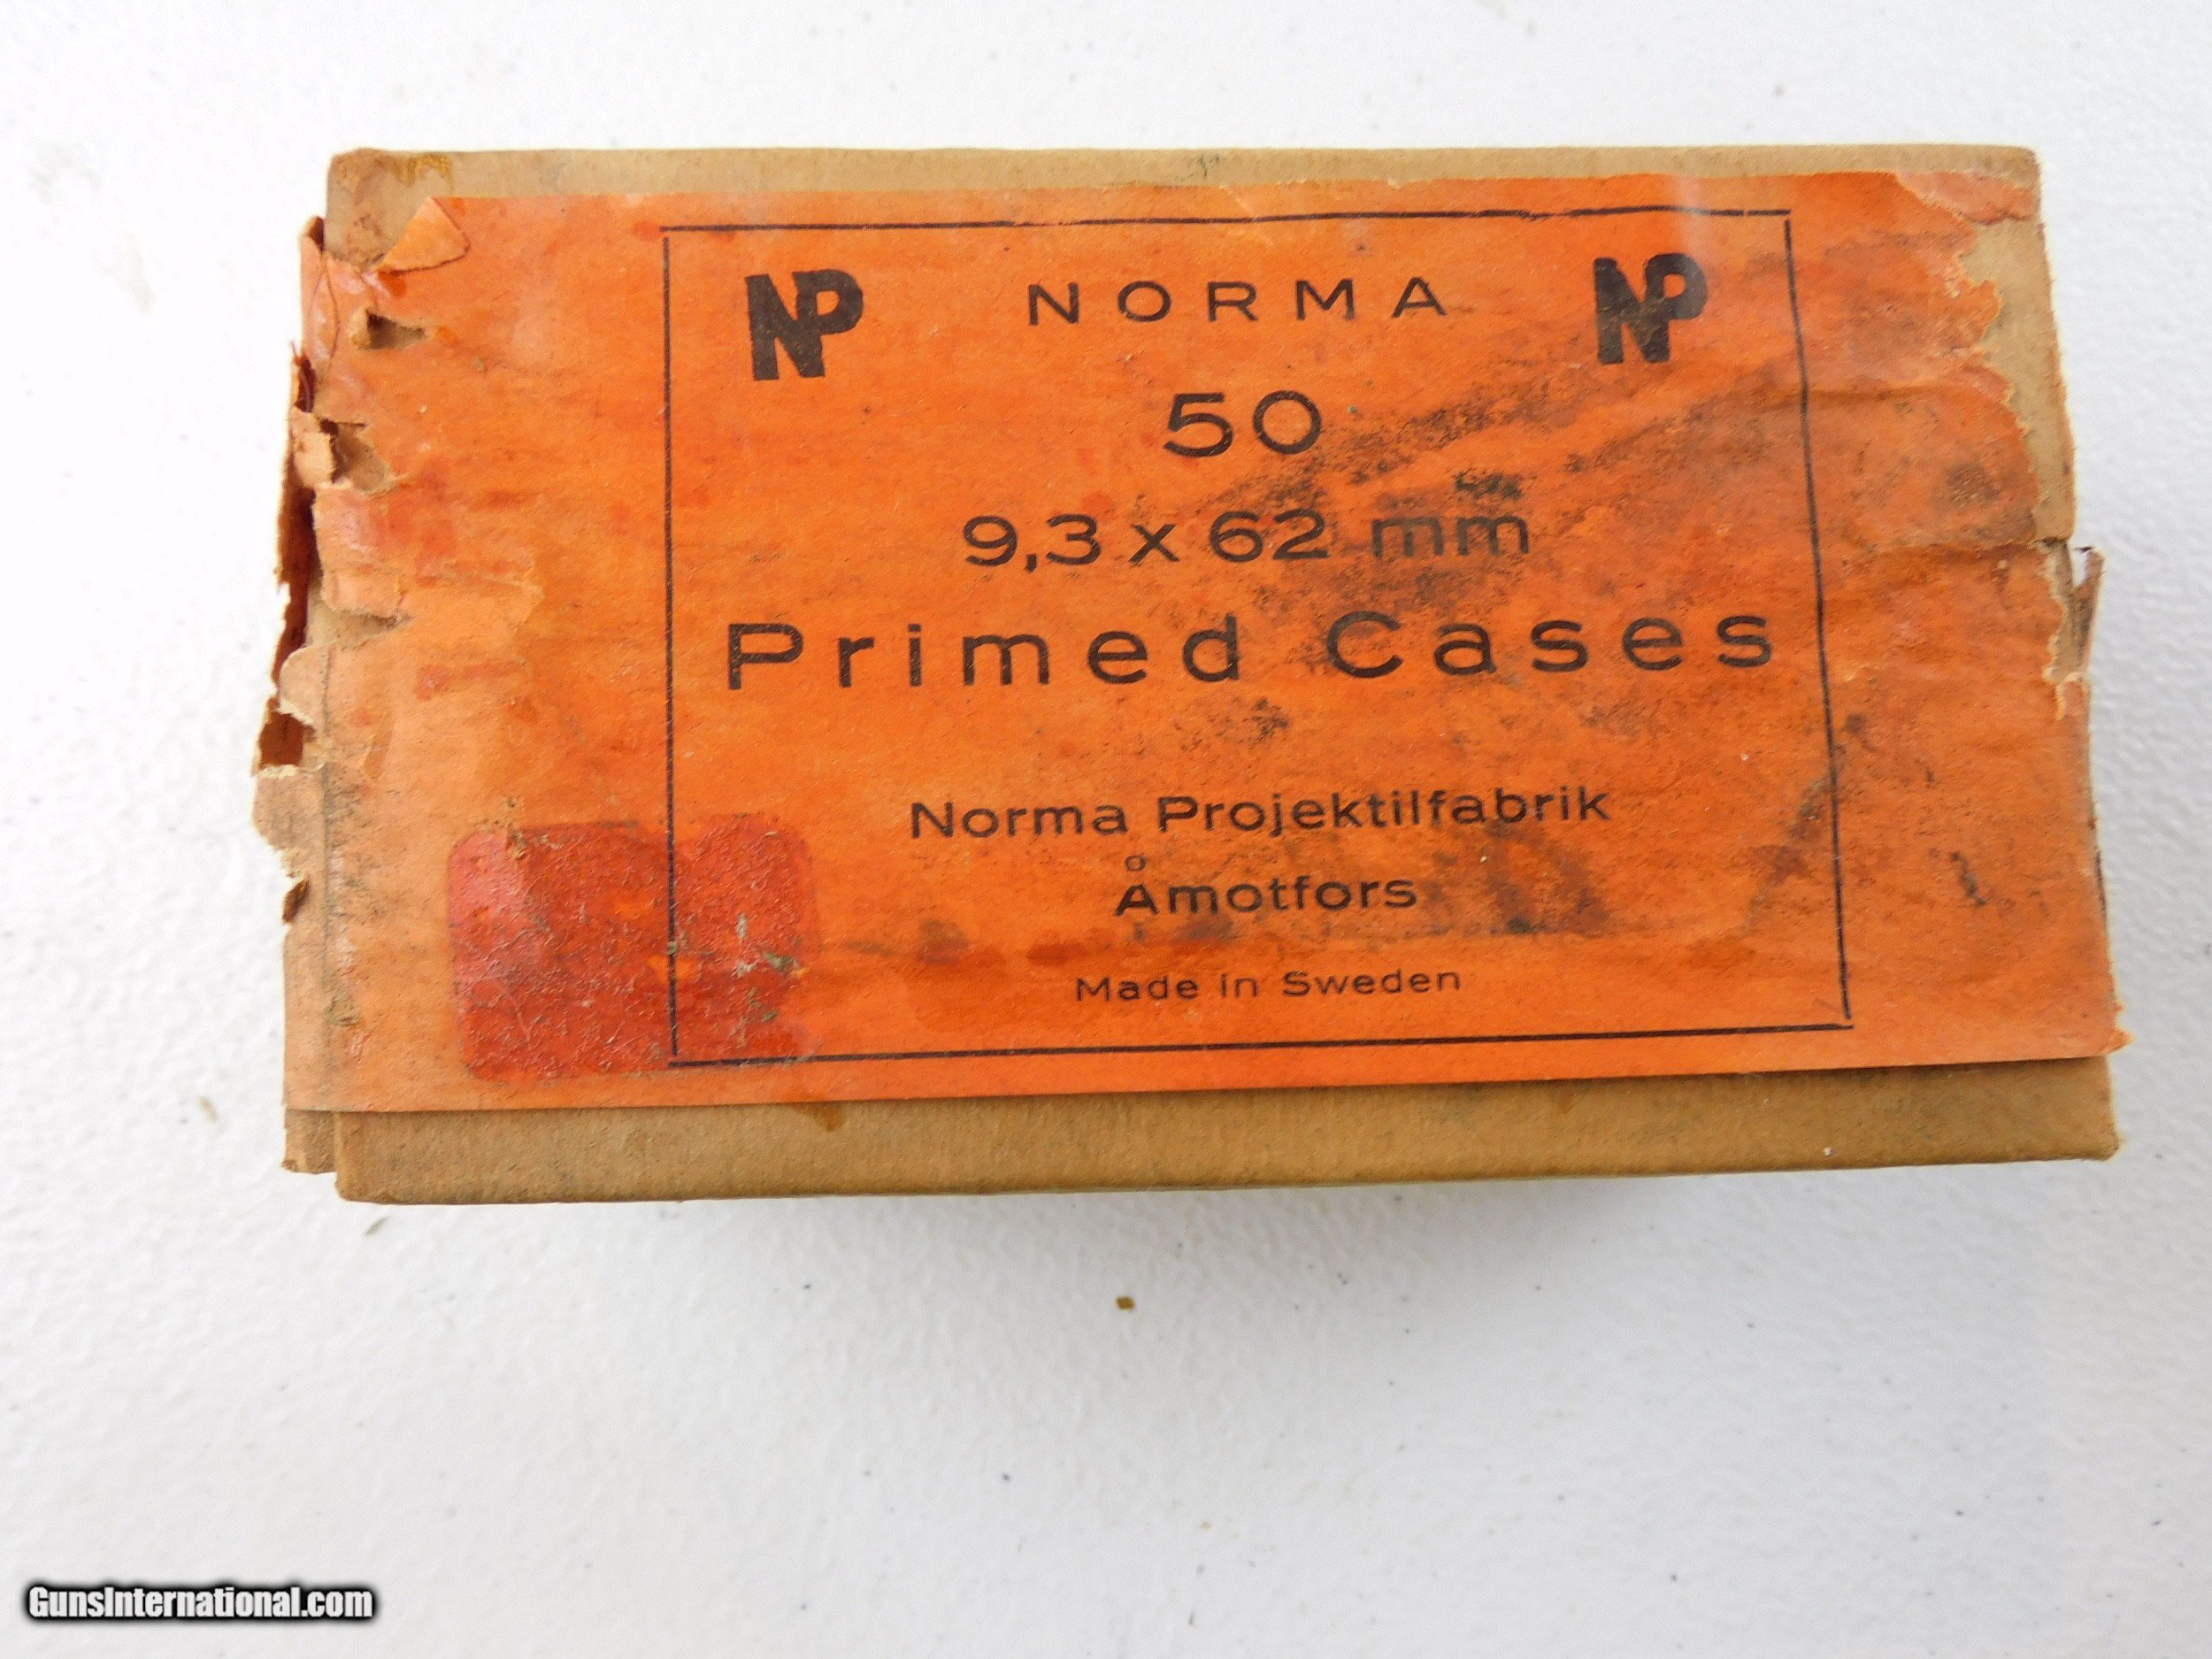 NP NORMA NP
50
9,3 x 62 mm
Primed Cases
Norma Projektilfabrik
Åmotfors
Made in Sweden
GunsInternational.com